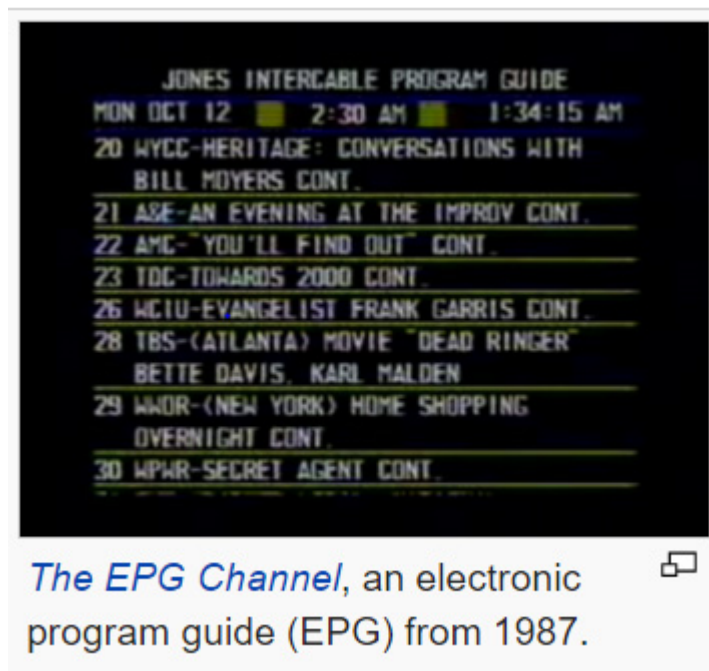 JONES INTERCABLE PROGRAM GUIDE
MON OCT 12 2:30 AM 1:34:15 AM
20 WYCC-HERITAGE: CONVERSATIONS WITH
BILL MOYERS CONT.
21 A&E-AN EVENING AT THE IMPROV CONT.
22 AMC-"YOU'LL FIND OUT" CONT.
23 TDC-TOWARDS 2000 CONT.
26 WCIU-EVANGELIST FRANK GARRIS CONT.
28 TBS-(ATLANTA) MOVIE "DEAD RINGER"
BETTE DAVIS, KARL MALDEN
29 WWOR-(NEW YORK) HOME SHOPPING
OVERNIGHT CONT.
30 WPWR-SECRET AGENT CONT.
The EPG Channel, an electronic
program guide (EPG) from 1987.